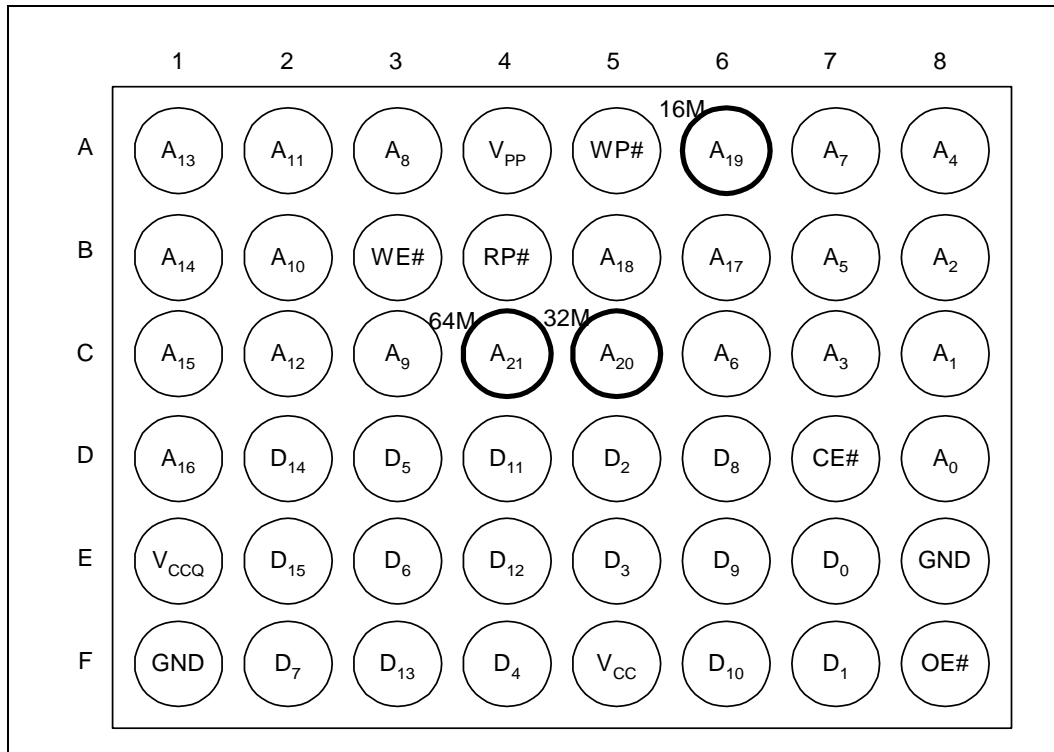 1 2 3 4 5 6 7 8
16M
A A13 A11 A8 VPP WP# A19 A7 A4
B A14 A10 WE# RP# A18 A17 A5 A2
64M 32M
C A15 A12 A9 A21 A20 A6 A3 A1
D A16 D14 D5 D11 D2 D8 CE# A0
E VCCQ D15 D6 D12 D3 D9 D0 GND
F GND D7 D13 D4 VCC D10 D1 OE#